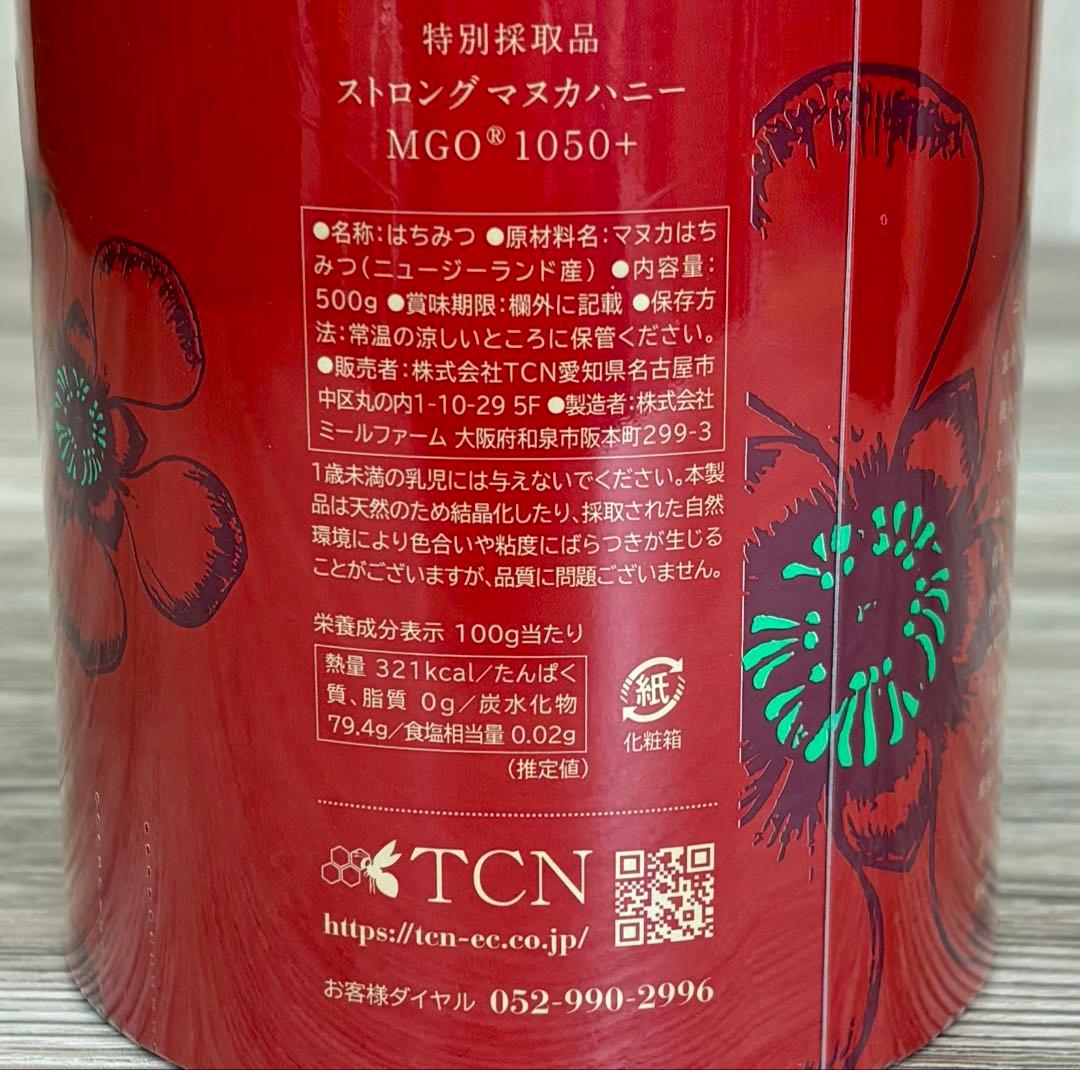 特別採取品
ストロング マヌカハニー
MGO® 1050+
●名称：はちみつ ●原材料名：マヌカはち
みつ（ニュージーランド産） ●内容量：
500g ●賞味期限：欄外に記載 ●保存方
法：常温の涼しいところに保管ください。
●販売者：株式会社TCN愛知県名古屋市
中区丸の内1-10-29 5F ●製造者：株式会社
ミールファーム 大阪府和泉市阪本町299-3
1歳未満の乳児には与えないでください。本製
品は天然のため結晶化したり、採取された自然
環境により色合いや粘度にばらつきが生じる
ことがございますが、品質に問題ございません。
栄養成分表示 100g当たり
熱量 321kcal／たんぱく
質、脂質 0g／炭水化物
79.4g／食塩相当量 0.02g
（推定値）
紙
化粧箱
TCN
https://tcn-ec.co.jp/
お客様ダイヤル 052-990-2996